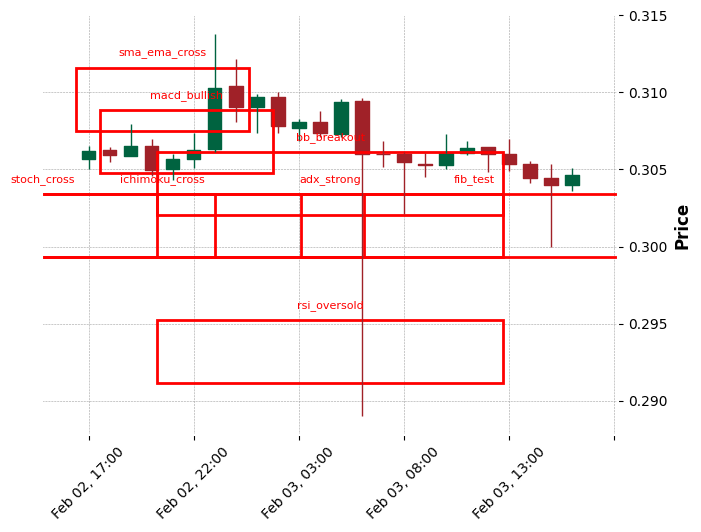 0.315
sma_ema_cross
0.310
macd_bullis
bb_breakout
0.305
stoch_cross
ichimoku_cross
adx_strong
fib_test
Price
0.300
rsi_oversold
0.295
0.290
Feb 02, 17:00
Feb 02, 22:00
Feb 03, 03:00
Feb 03, 08:00
Feb 03, 13:00